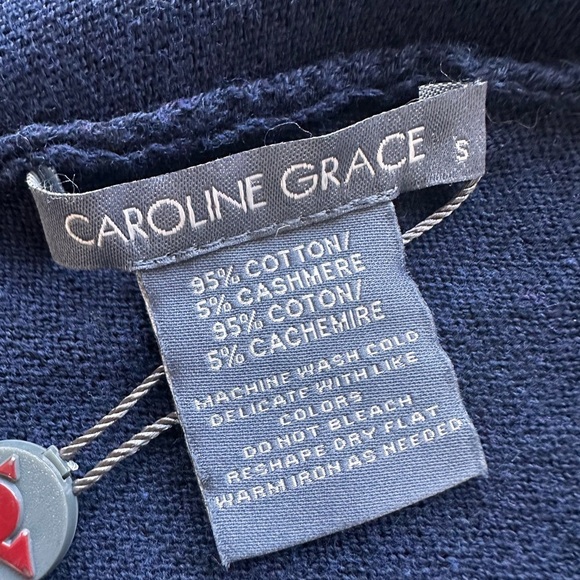 CAROLINE GRACE S
95% COTTON/
5% CASHMERE
95% COTON/
5% CACHEMIRE
MACHINE WASH COLD
DELICATE WITH LIKE
COLORS
DO NOT BLEACH
RESHAPE DRY FLAT
WARM IRON AS NEEDED